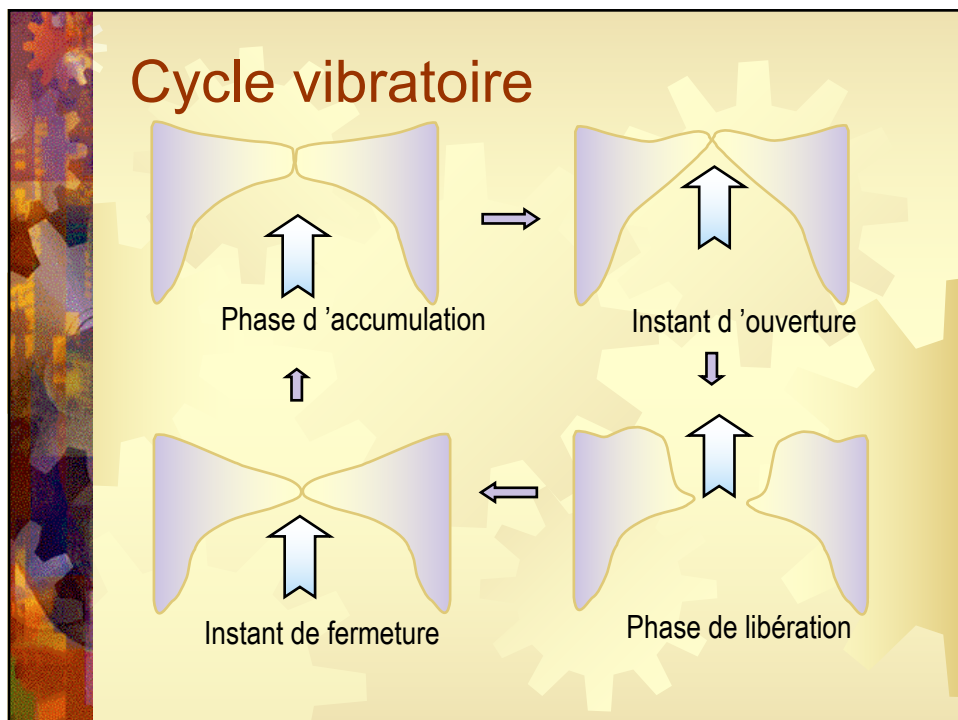 Cycle vibratoire
Phase d ’accumulation
Instant d ’ouverture
Instant de fermeture
Phase de libération